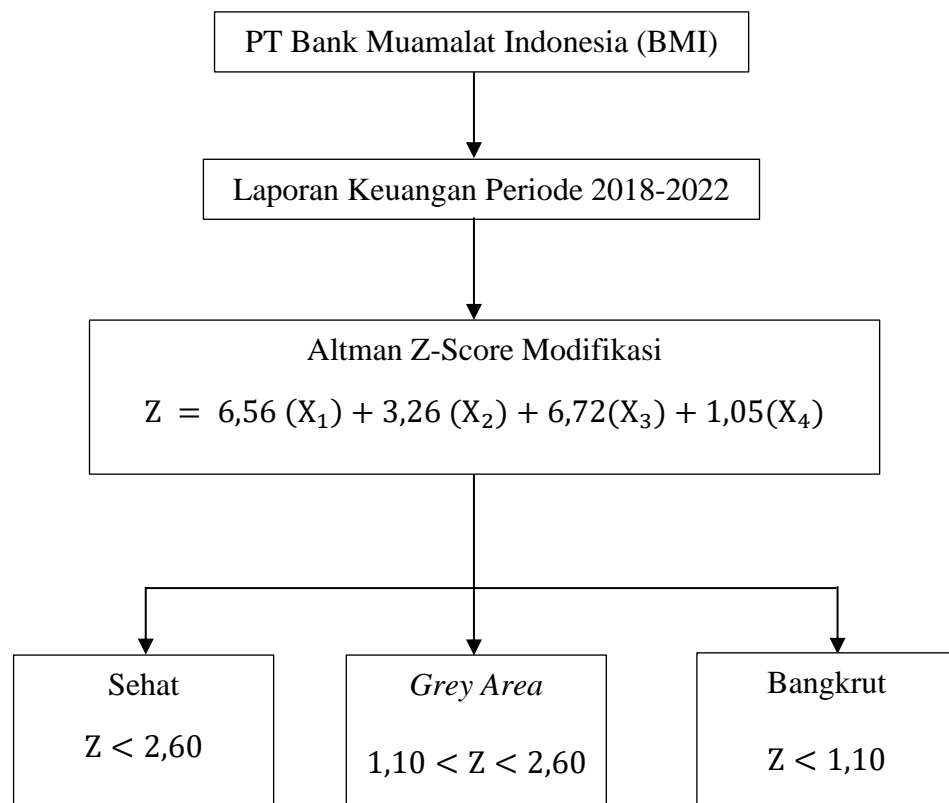 PT Bank Muamalat Indonesia (BMI)
Laporan Keuangan Periode 2018-2022
Altman Z-Score Modifikasi
Z = 6,56 (X₁) + 3,26 (X₂) + 6,72(X₃) + 1,05(X₄)
Sehat
Z < 2,60
Grey Area
1,10 < Z < 2,60
Bangkrut
Z < 1,10